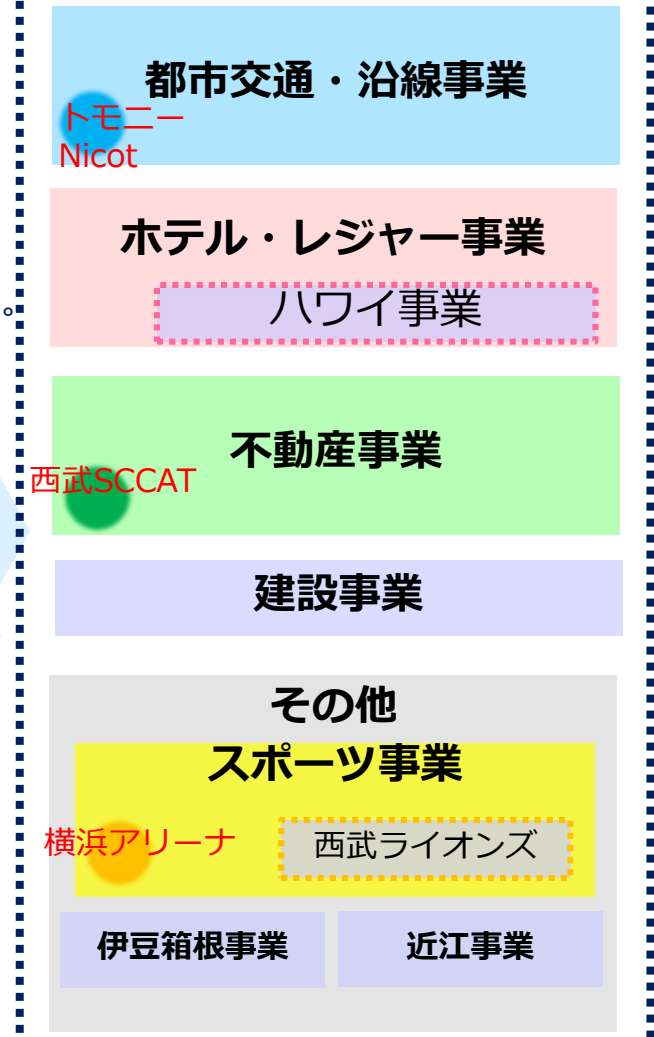 都市交通・沿線事業
トモニー
Nicot
ホテル・レジャー事業
ハワイ事業
。
不動産事業
西武SCCAT
建設事業
その他
スポーツ事業
横浜アリーナ
西武ライオンズ
伊豆箱根事業
近江事業